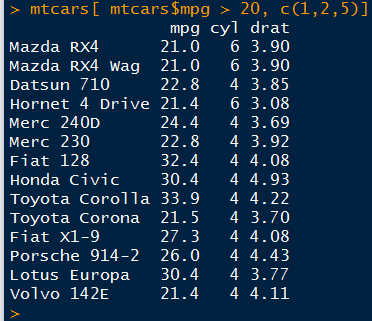 > mtcars[ mtcars$mpg > 20, c(1,2,5)]
mpg cyl drat
Mazda RX4 21.0 6 3.90
Mazda RX4 Wag 21.0 6 3.90
Datsun 710 22.8 4 3.85
Hornet 4 Drive 21.4 6 3.08
Merc 240D 24.4 4 3.69
Merc 230 22.8 4 3.92
Fiat 128 32.4 4 4.08
Honda Civic 30.4 4 4.93
Toyota Corolla 33.9 4 4.22
Toyota Corona 21.5 4 3.70
Fiat X1-9 27.3 4 4.08
Porsche 914-2 26.0 4 4.43
Lotus Europa 30.4 4 3.77
Volvo 142E 21.4 4 4.11
>